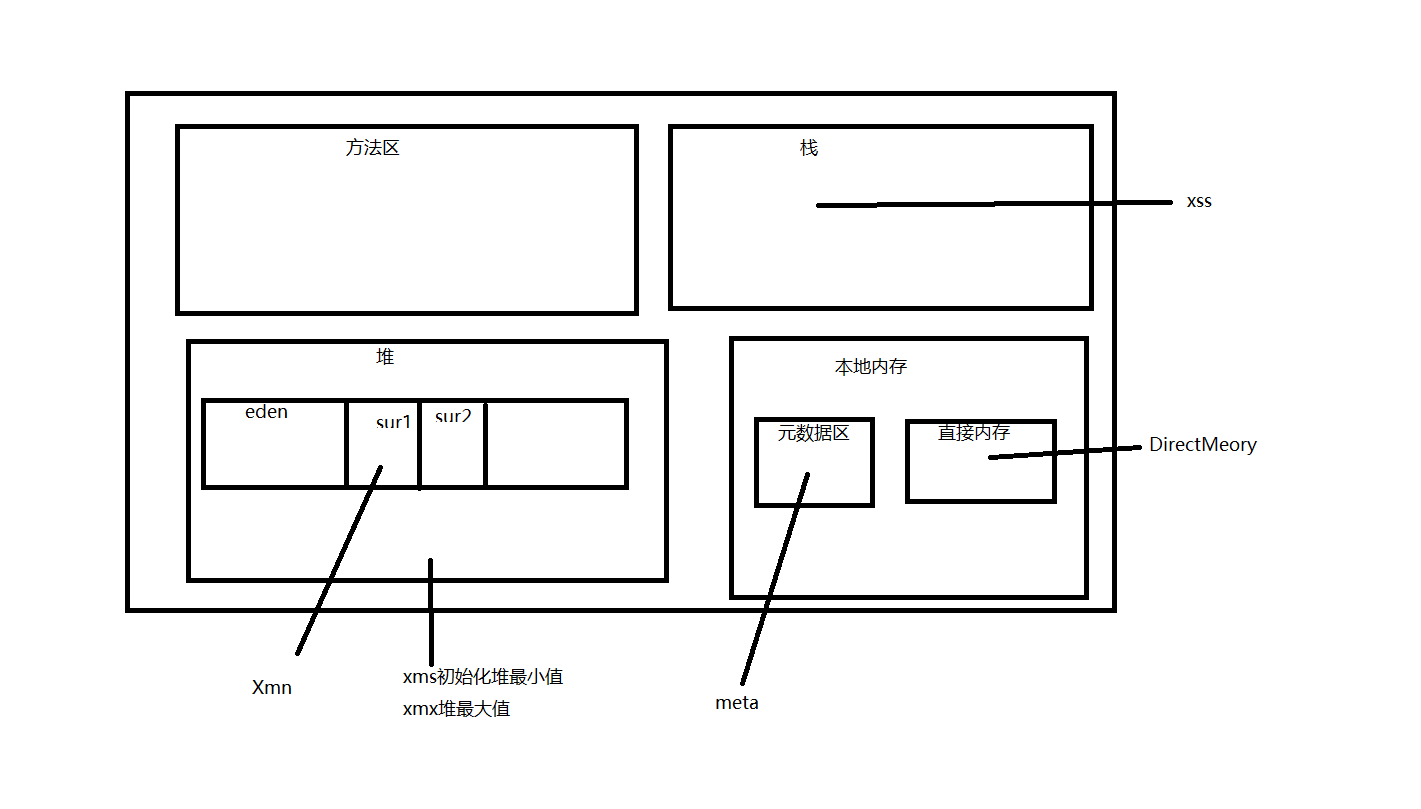 方法区
栈
xss
堆
本地内存
eden
sur1
sur2
元数据区
直接内存
DirectMeory
Xmn
xms初始化堆最小值
xmx堆最大值
meta